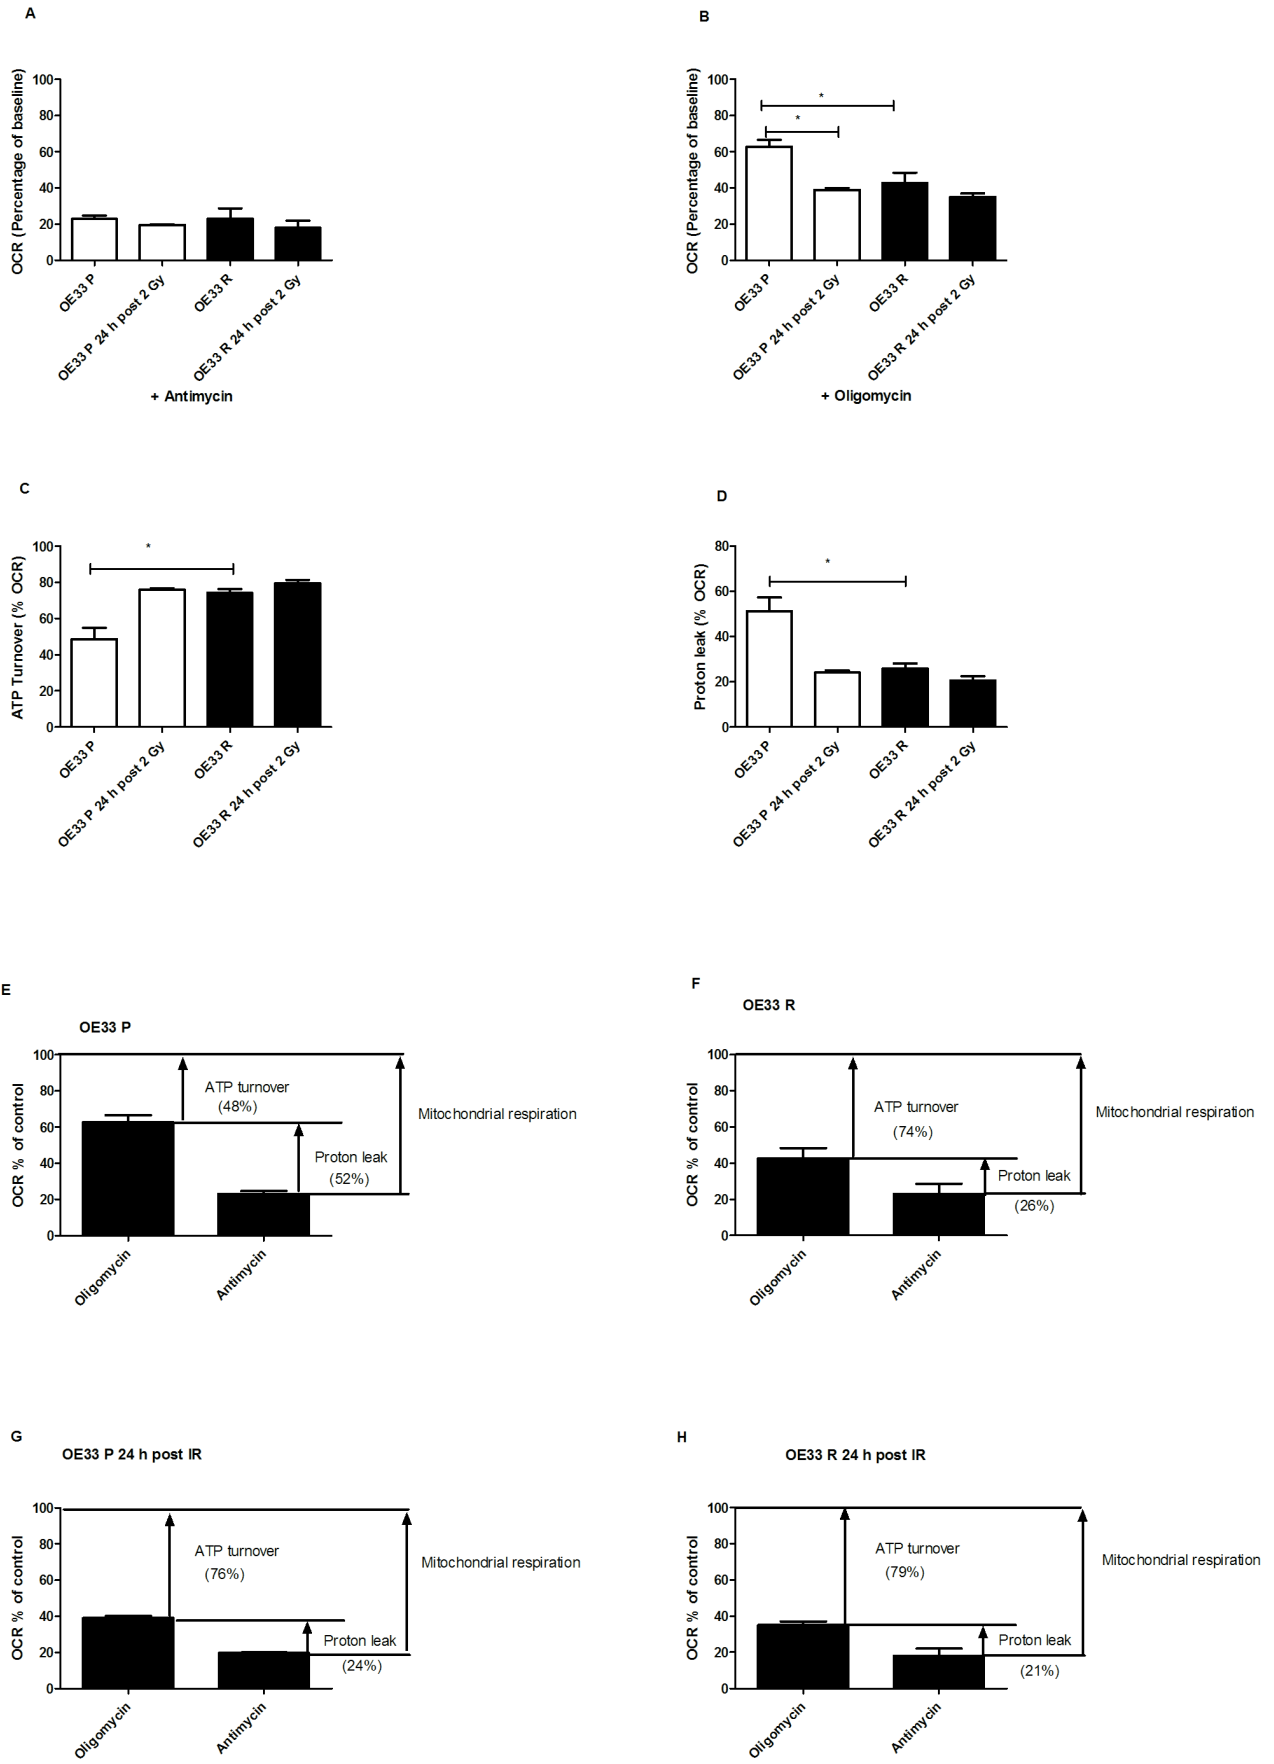 A
OCR (Percentage of baseline)
100
80
60
40
20
0
OE33 P
OE33 P 24 h post 2 Gy
OE33 R
OE33 R 24 h post 2 Gy
+ Antimycin
B
OCR (Percentage of baseline)
100
80
60
40
20
0
*
*
OE33 P
OE33 P 24 h post 2 Gy
OE33 R
OE33 R 24 h post 2 Gy
+ Oligomycin
C
ATP Turnover (% OCR)
100
80
60
40
20
0
*
OE33 P
OE33 P 24 h post 2 Gy
OE33 R
OE33 R 24 h post 2 Gy
D
Proton leak (% OCR)
80
60
40
20
0
*
OE33 P
OE33 P 24 h post 2 Gy
OE33 R
OE33 R 24 h post 2 Gy
E
OE33 P
OCR % of control
100
80
60
40
20
0
ATP turnover
(48%)
Proton leak
(52%)
Mitochondrial respiration
Oligomycin
Antimycin
F
OE33 R
OCR % of control
100
80
60
40
20
0
ATP turnover
(74%)
Proton leak
(26%)
Mitochondrial respiration
Oligomycin
Antimycin
G
OE33 P 24 h post IR
OCR % of control
100
80
60
40
20
0
ATP turnover
(76%)
Proton leak
(24%)
Mitochondrial respiration
Oligomycin
Antimycin
H
OE33 R 24 h post IR
OCR % of control
100
80
60
40
20
0
ATP turnover
(79%)
Proton leak
(21%)
Mitochondrial respiration
Oligomycin
Antimycin